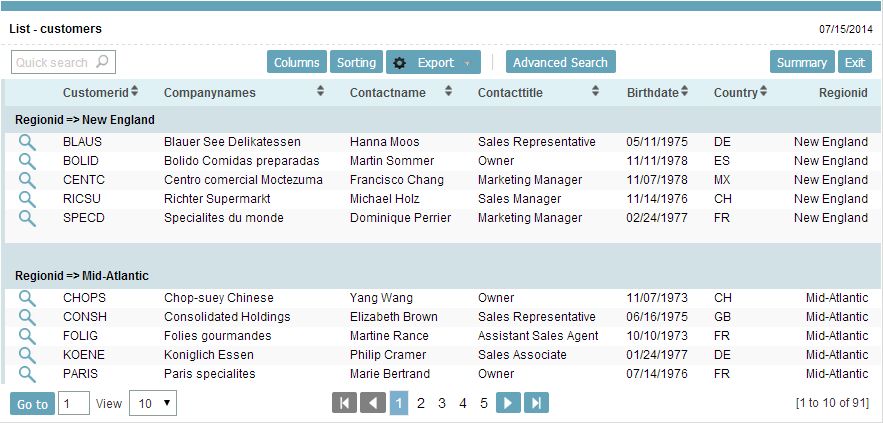 List - customers 07/15/2014
Quick search Columns Sorting Export Advanced Search Summary Exit
Customerid Companynames Contactname Contacttitle Birthdate Country Regionid
Regionid => New England
BLAUS Blauer See Delikatessen Hanna Moos Sales Representative 05/11/1975 DE New England
BOLID Bolido Comidas preparadas Martin Sommer Owner 11/11/1978 ES New England
CENTC Centro comercial Moctezuma Francisco Chang Marketing Manager 11/07/1978 MX New England
RICSU Richter Supermarkt Michael Holz Sales Manager 11/14/1976 CH New England
SPECD Specialites du monde Dominique Perrier Marketing Manager 02/24/1977 FR New England
Regionid => Mid-Atlantic
CHOPS Chop-suey Chinese Yang Wang Owner 11/07/1973 CH Mid-Atlantic
CONSH Consolidated Holdings Elizabeth Brown Sales Representative 06/16/1975 GB Mid-Atlantic
FOLIG Folies gourmandes Martine Rance Assistant Sales Agent 10/10/1973 FR Mid-Atlantic
KOENE Koniglich Essen Philip Cramer Sales Associate 01/24/1977 DE Mid-Atlantic
PARIS Paris specialites Marie Bertrand Owner 07/14/1976 FR Mid-Atlantic
Go to 1 View 10 1 2 3 4 5 [1 to 10 of 91]